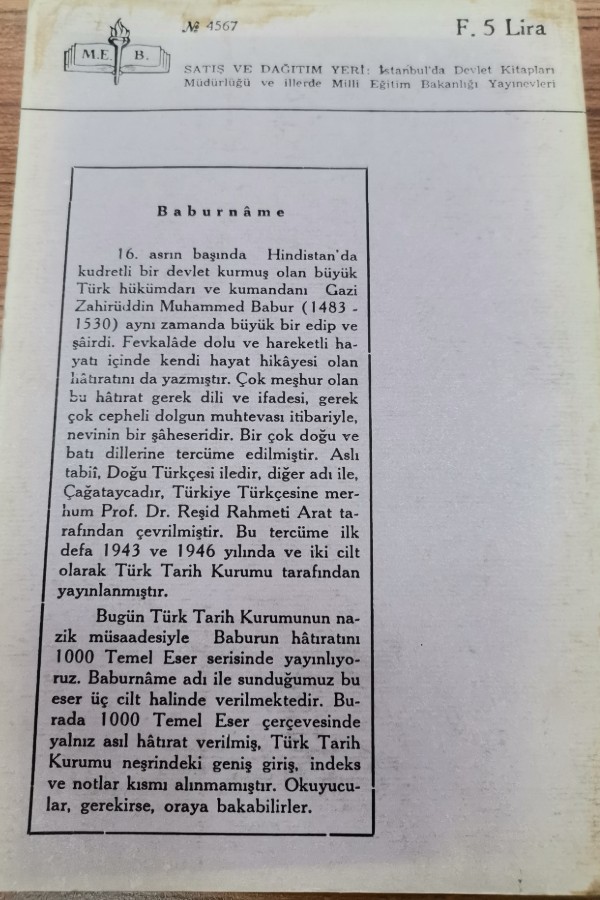 M.E. B.
№ 4567
F. 5 Lira
SATIŞ VE DAĞITIM YERİ: İstanbul'da Devlet Kitapları
Müdürlüğü ve illerde Milli Eğitim Bakanlığı Yayınevleri
Baburnâme
16. asrın başında Hindistan'da
kudretli bir devlet kurmuş olan büyük
Türk hükümdarı ve kumandanı Gazi
Zahirüddin Muhammed Babur (1483 -
1530) aynı zamanda büyük bir edip ve
şâirdi. Fevkalâde dolu ve hareketli ha-
yatı içinde kendi hayat hikâyesi olan
hâtıratını da yazmıştır. Çok meşhur olan
bu hâtırat gerek dili ve ifadesi, gerek
çok cepheli dolgun muhtevası itibariyle,
nevinin bir şâheseridir. Bir çok doğu ve
batı dillerine tercüme edilmiştir. Aslı
tabiî, Doğu Türkçesi iledir, diğer adı ile,
Çağataycadır, Türkiye Türkçesine mer-
hum Prof. Dr. Reşid Rahmeti Arat ta-
rafından çevrilmiştir. Bu tercüme ilk
defa 1943 ve 1946 yılında ve iki cilt
olarak Türk Tarih Kurumu tarafından
yayınlanmıştır.
Bugün Türk Tarih Kurumunun na-
zik müsaadesiyle Baburun hâtıratını
1000 Temel Eser serisinde yayınlıyo-
ruz. Baburnâme adı ile sunduğumuz bu
eser üç cilt halinde verilmektedir. Bu-
rada 1000 Temel Eser çerçevesinde
yalnız asıl hâtırat verilmiş, Türk Tarih
Kurumu neşrindeki geniş giriş, indeks
ve notlar kısmı alınmamıştır. Okuyucu-
lar, gerekirse, oraya bakabilirler.